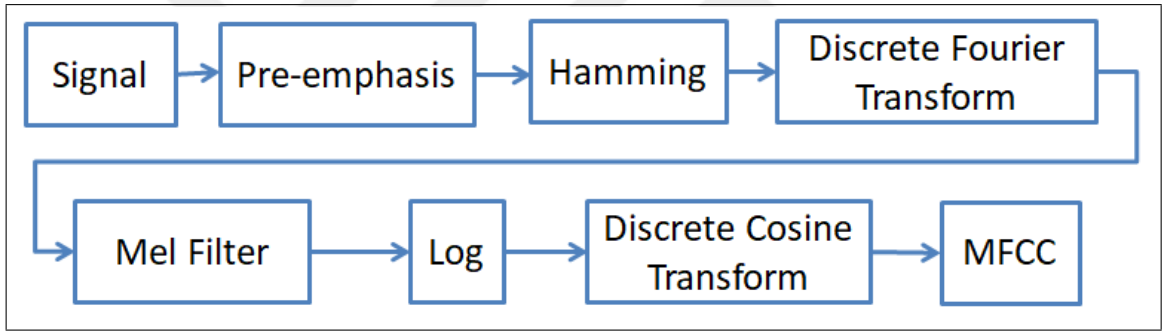 Signal
Pre-emphasis
Hamming
Discrete Fourier
Transform
Mel Filter
Log
Discrete Cosine
Transform
MFCC